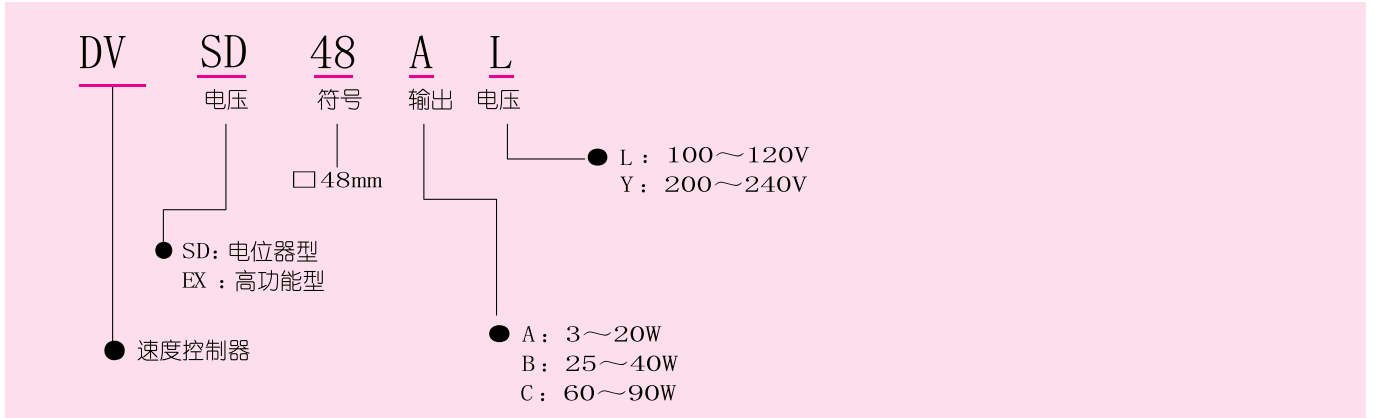 DV SD 48 A L
电压 符号 输出 电压
L： 100～120V
Y：200～240V
□48mm
SD：电位器型
EX ：高功能型
A：3～20W
B：25～40W
C：60～90W
速度控制器